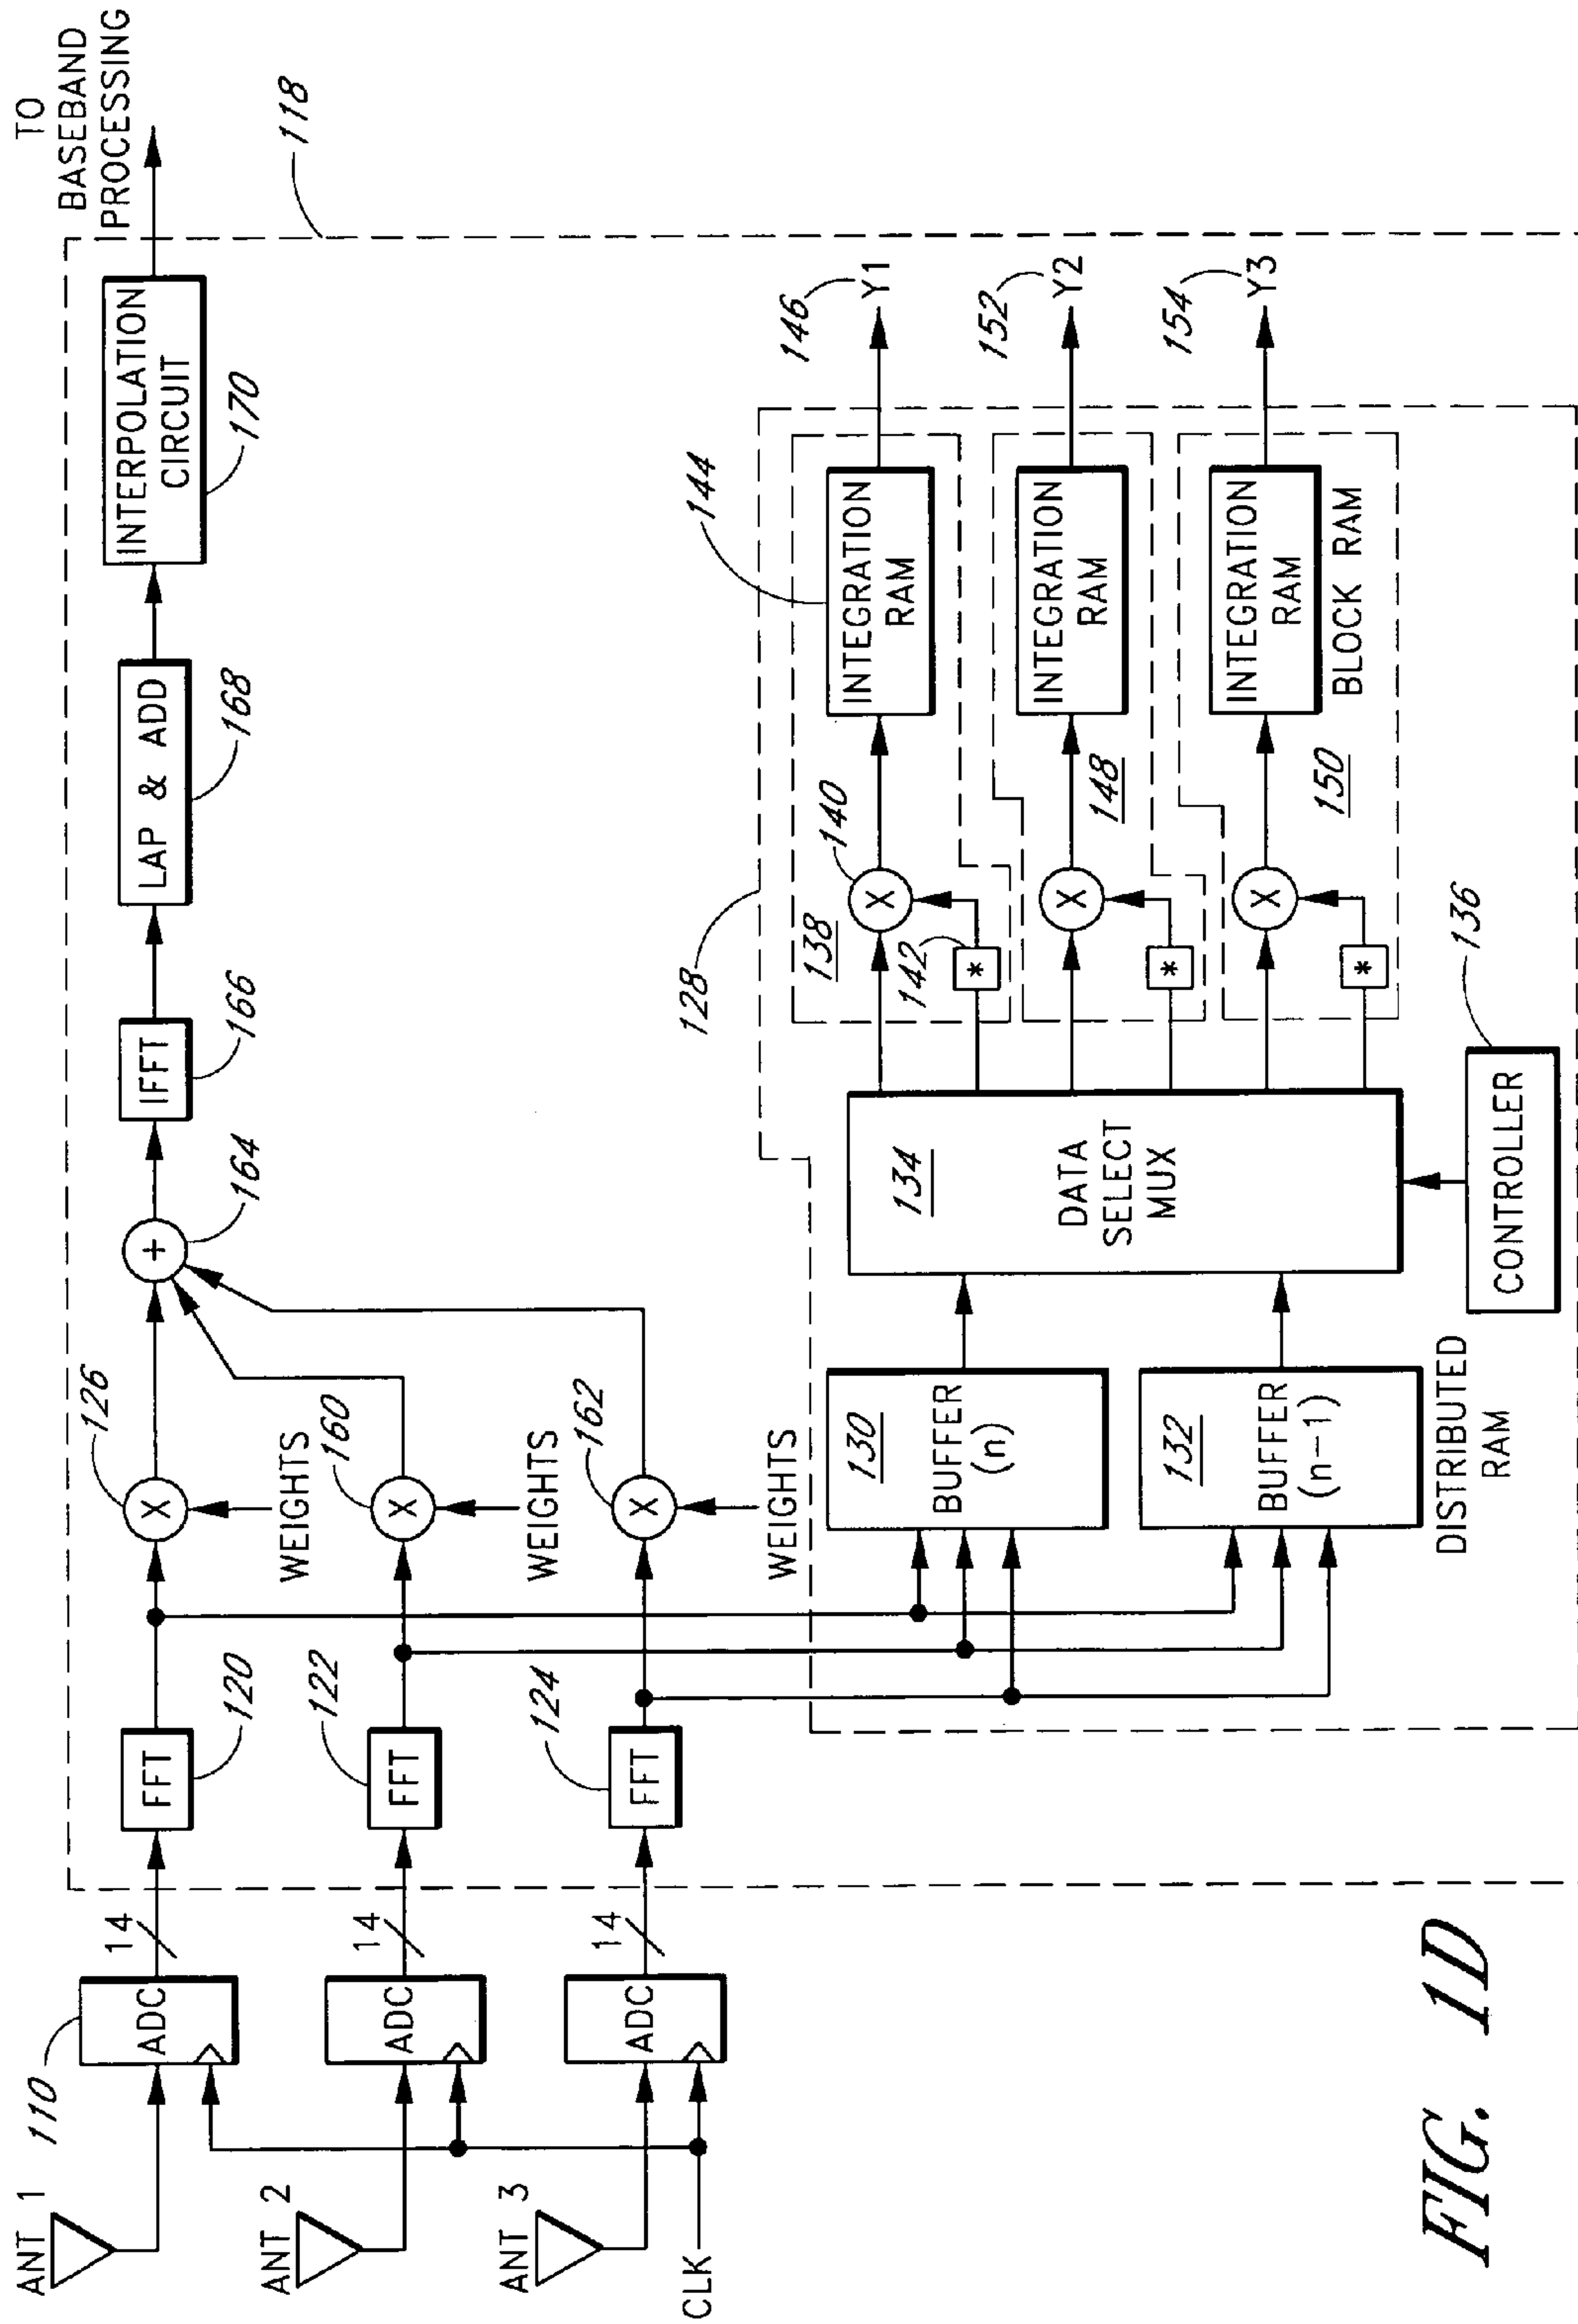 ANT 1
ANT 2
ANT 3
CLK
110
ADC
ADC
ADC
14
14
14
FFT
120
FFT
122
FFT
124
X
126
WEIGHTS
X
160
WEIGHTS
X
162
WEIGHTS
+
164
IFFT
166
LAP & ADD
168
INTERPOLATION
CIRCUIT
170
TO
BASEBAND
PROCESSING
118
128
130
BUFFER
(n)
132
BUFFER
(n-1)
DISTRIBUTED
RAM
134
DATA
SELECT
MUX
CONTROLLER
136
138
X
140
*
142
INTEGRATION
RAM
144
146
Y1
X
148
*
INTEGRATION
RAM
152
Y2
X
150
*
INTEGRATION
RAM
BLOCK RAM
154
Y3
FIG. 1D